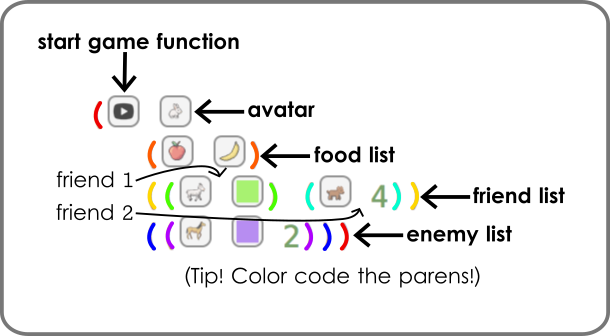 start game function
( avatar
( ) food list
friend 1
( ( ) ( 4 ) ) friend list
friend 2
( ( 2 ) ) ) enemy list
(Tip! Color code the parens!)